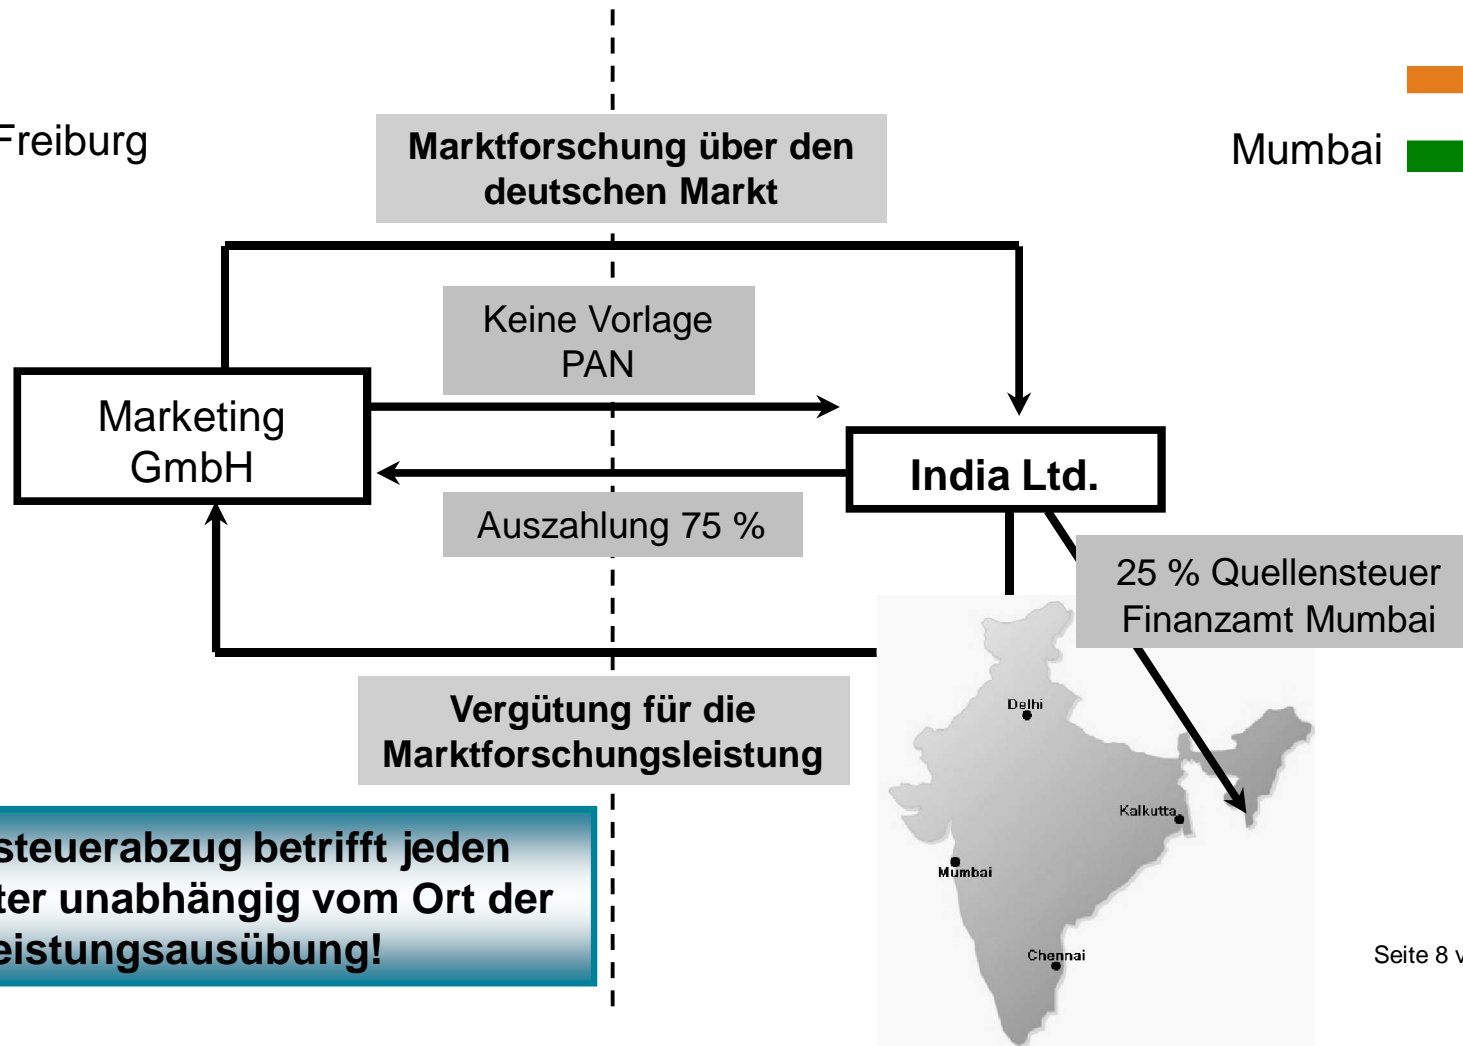 Freiburg
Mumbai
Marktforschung über den
deutschen Markt
Keine Vorlage
PAN
Marketing
GmbH
India Ltd.
Auszahlung 75 %
25 % Quellensteuer
Finanzamt Mumbai
Vergütung für die
Marktforschungsleistung
Delhi
Kalkutta
Mumbai
Chennai
steuerabzug betrifft jeden
ter unabhängig vom Ort der
eistungsausübung!
Seite 8 v